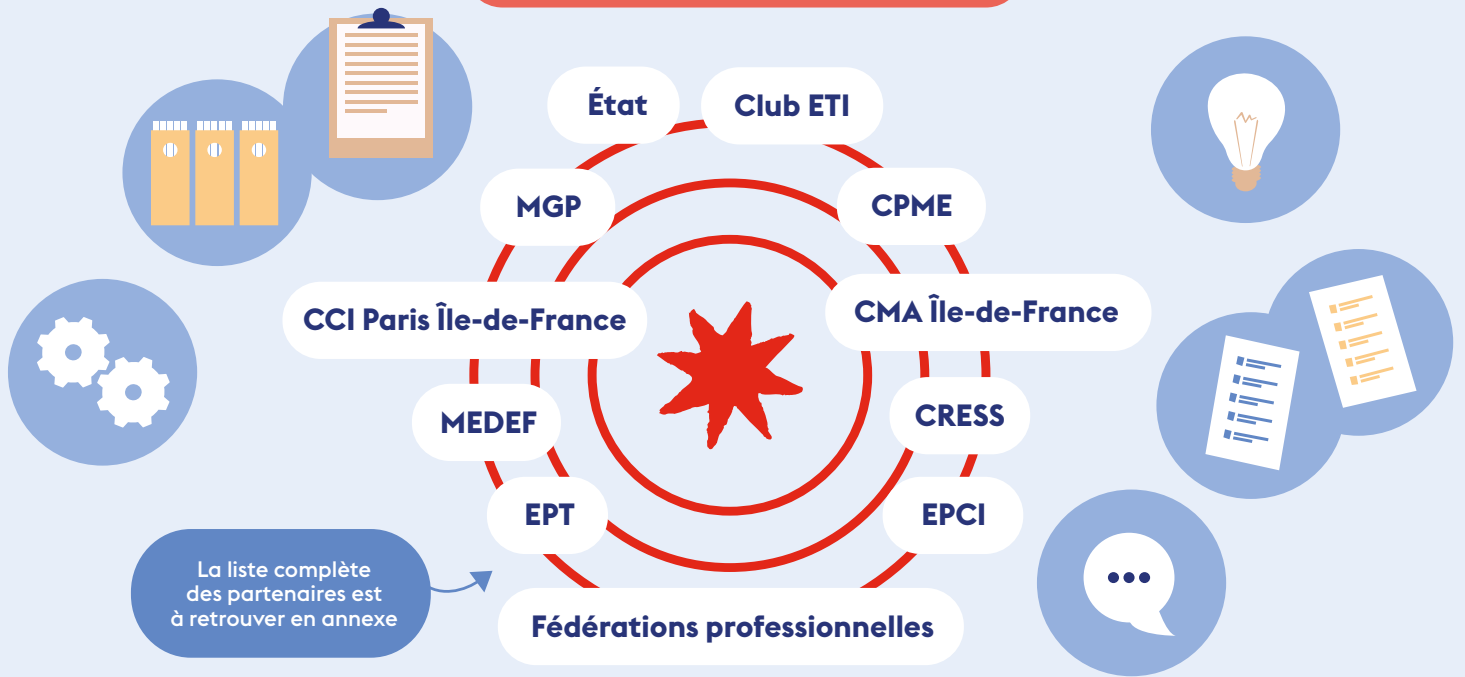 État
Club ETI
MGP
CPME
CCI Paris Île-de-France
CMA Île-de-France
MEDEF
CRESS
EPT
EPCI
La liste complète
des partenaires est
à retrouver en annexe
Fédérations professionnelles